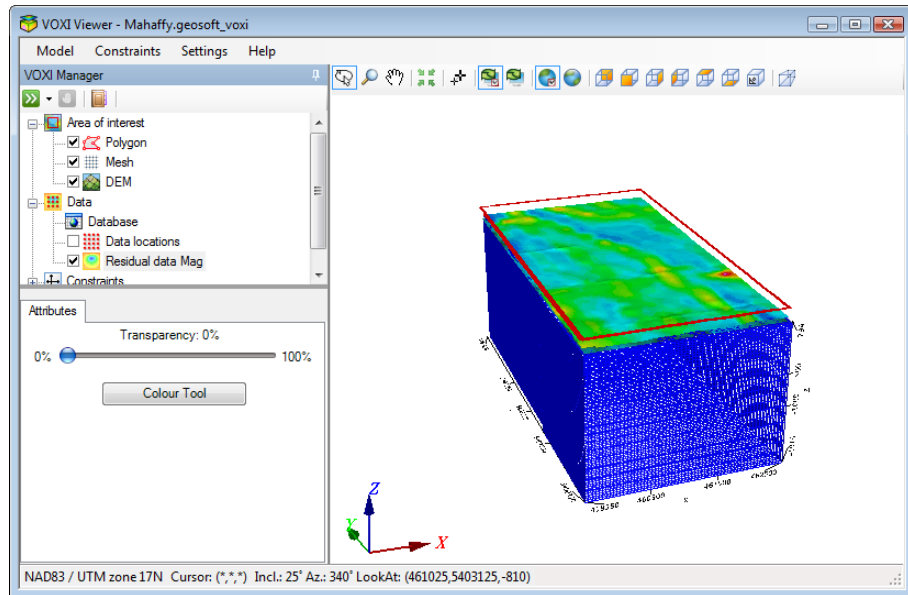 VOXI Viewer - Mahaffy.geosoft_voxi
Model Constraints Settings Help
VOXI Manager
Area of interest
Polygon
Mesh
DEM
Data
Database
Data locations
Residual data Mag
Constraints
Attributes
Transparency: 0%
0% 100%
Colour Tool
Z
Y
X
NAD83 / UTM zone 17N Cursor: (*,*,*) Incl.: 25° Az.: 340° LookAt: (461025,5403125,-810)